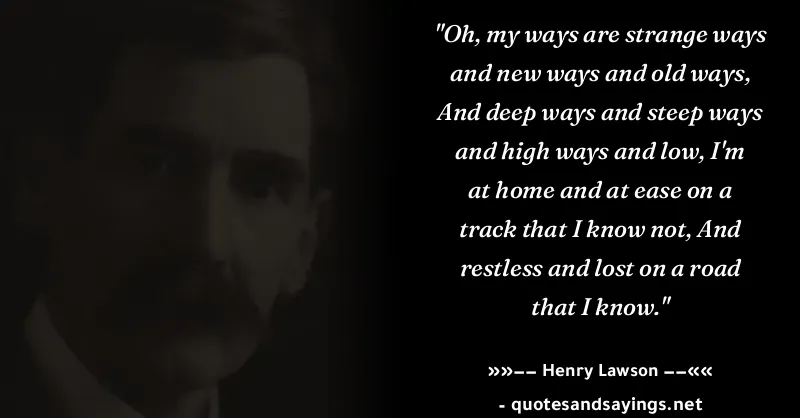 "Oh, my ways are strange ways
and new ways and old ways,
And deep ways and steep ways
and high ways and low, I'm
at home and at ease on a
track that I know not, And
restless and lost on a road
that I know."
»»–– Henry Lawson ––««
- quotesandsayings.net